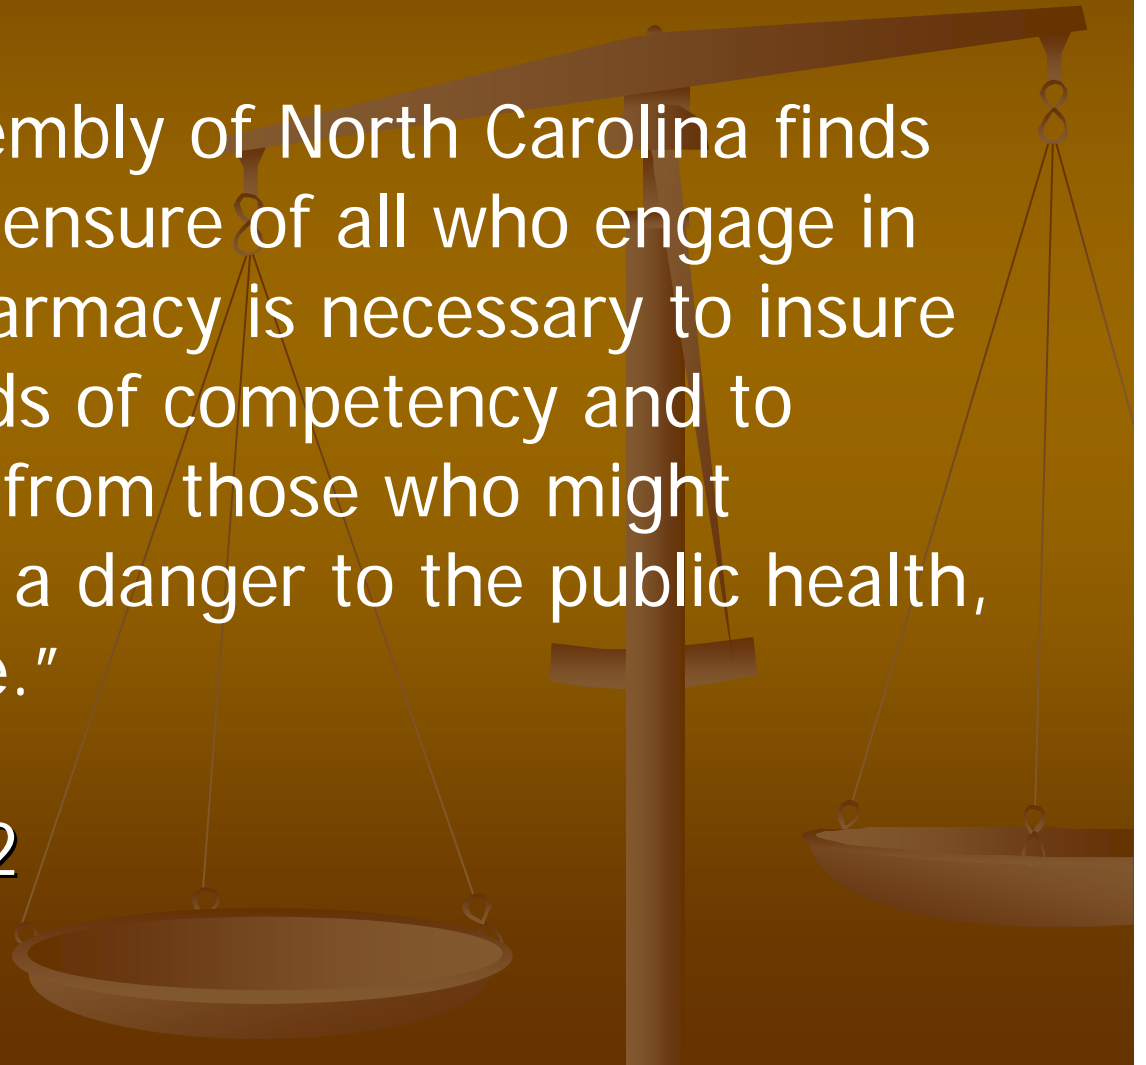 embly of North Carolina finds
ensure of all who engage in
armacy is necessary to insure
ds of competency and to
from those who might
a danger to the public health,
e.”
2